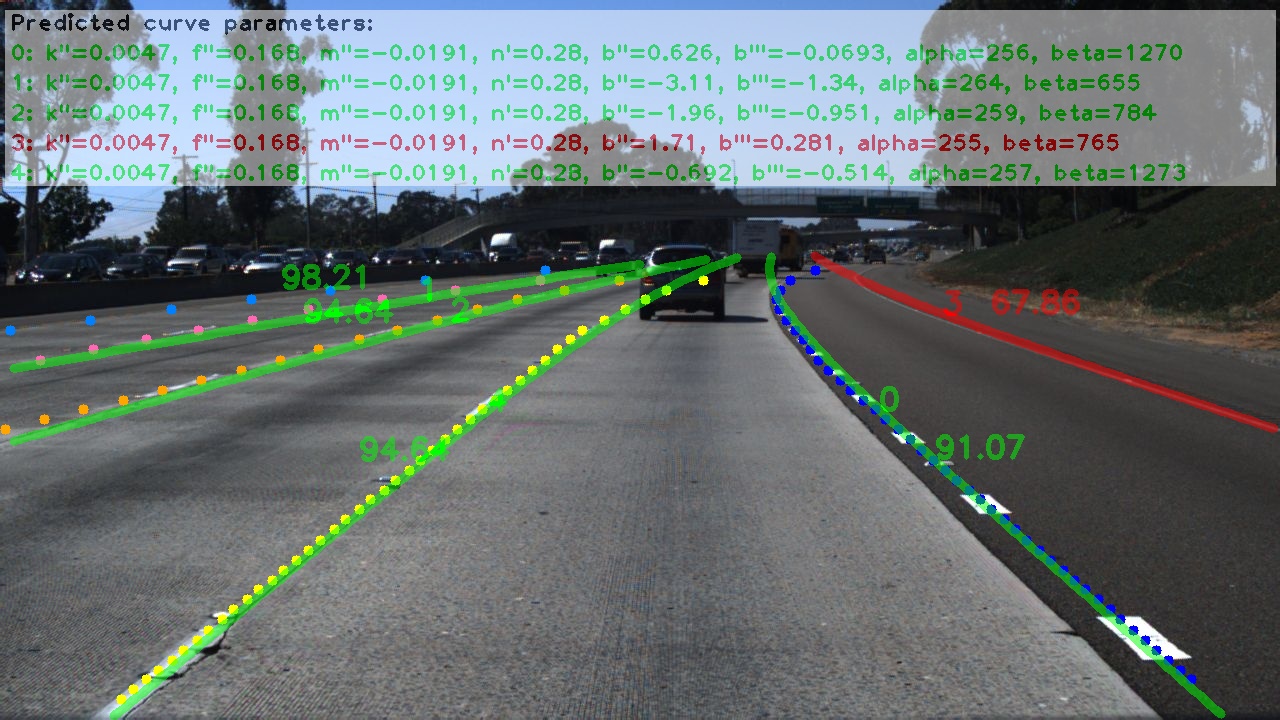 Predicted curve parameters:
0: k''=0.0047, f''=0.168, m''=−0.0191, n'=0.28, b''=0.626, b'''=−0.0693, alpha=256, beta=1270
1: k''=0.0047, f''=0.168, m''=−0.0191, n'=0.28, b''=−3.11, b'''=−1.34, alpha=264, beta=655
2: k''=0.0047, f''=0.168, m''=−0.0191, n'=0.28, b''=−1.96, b'''=−0.951, alpha=259, beta=784
3: k''=0.0047, f''=0.168, m''=−0.0191, n'=0.28, b''=1.71, b'''=0.281, alpha=255, beta=765
4: k''=0.0047, f''=0.168, m''=−0.0191, n'=0.28, b''=−0.692, b'''=−0.514, alpha=257, beta=1273
98.21
1
94.64
2
3 67.86
4
0
94.64
91.07